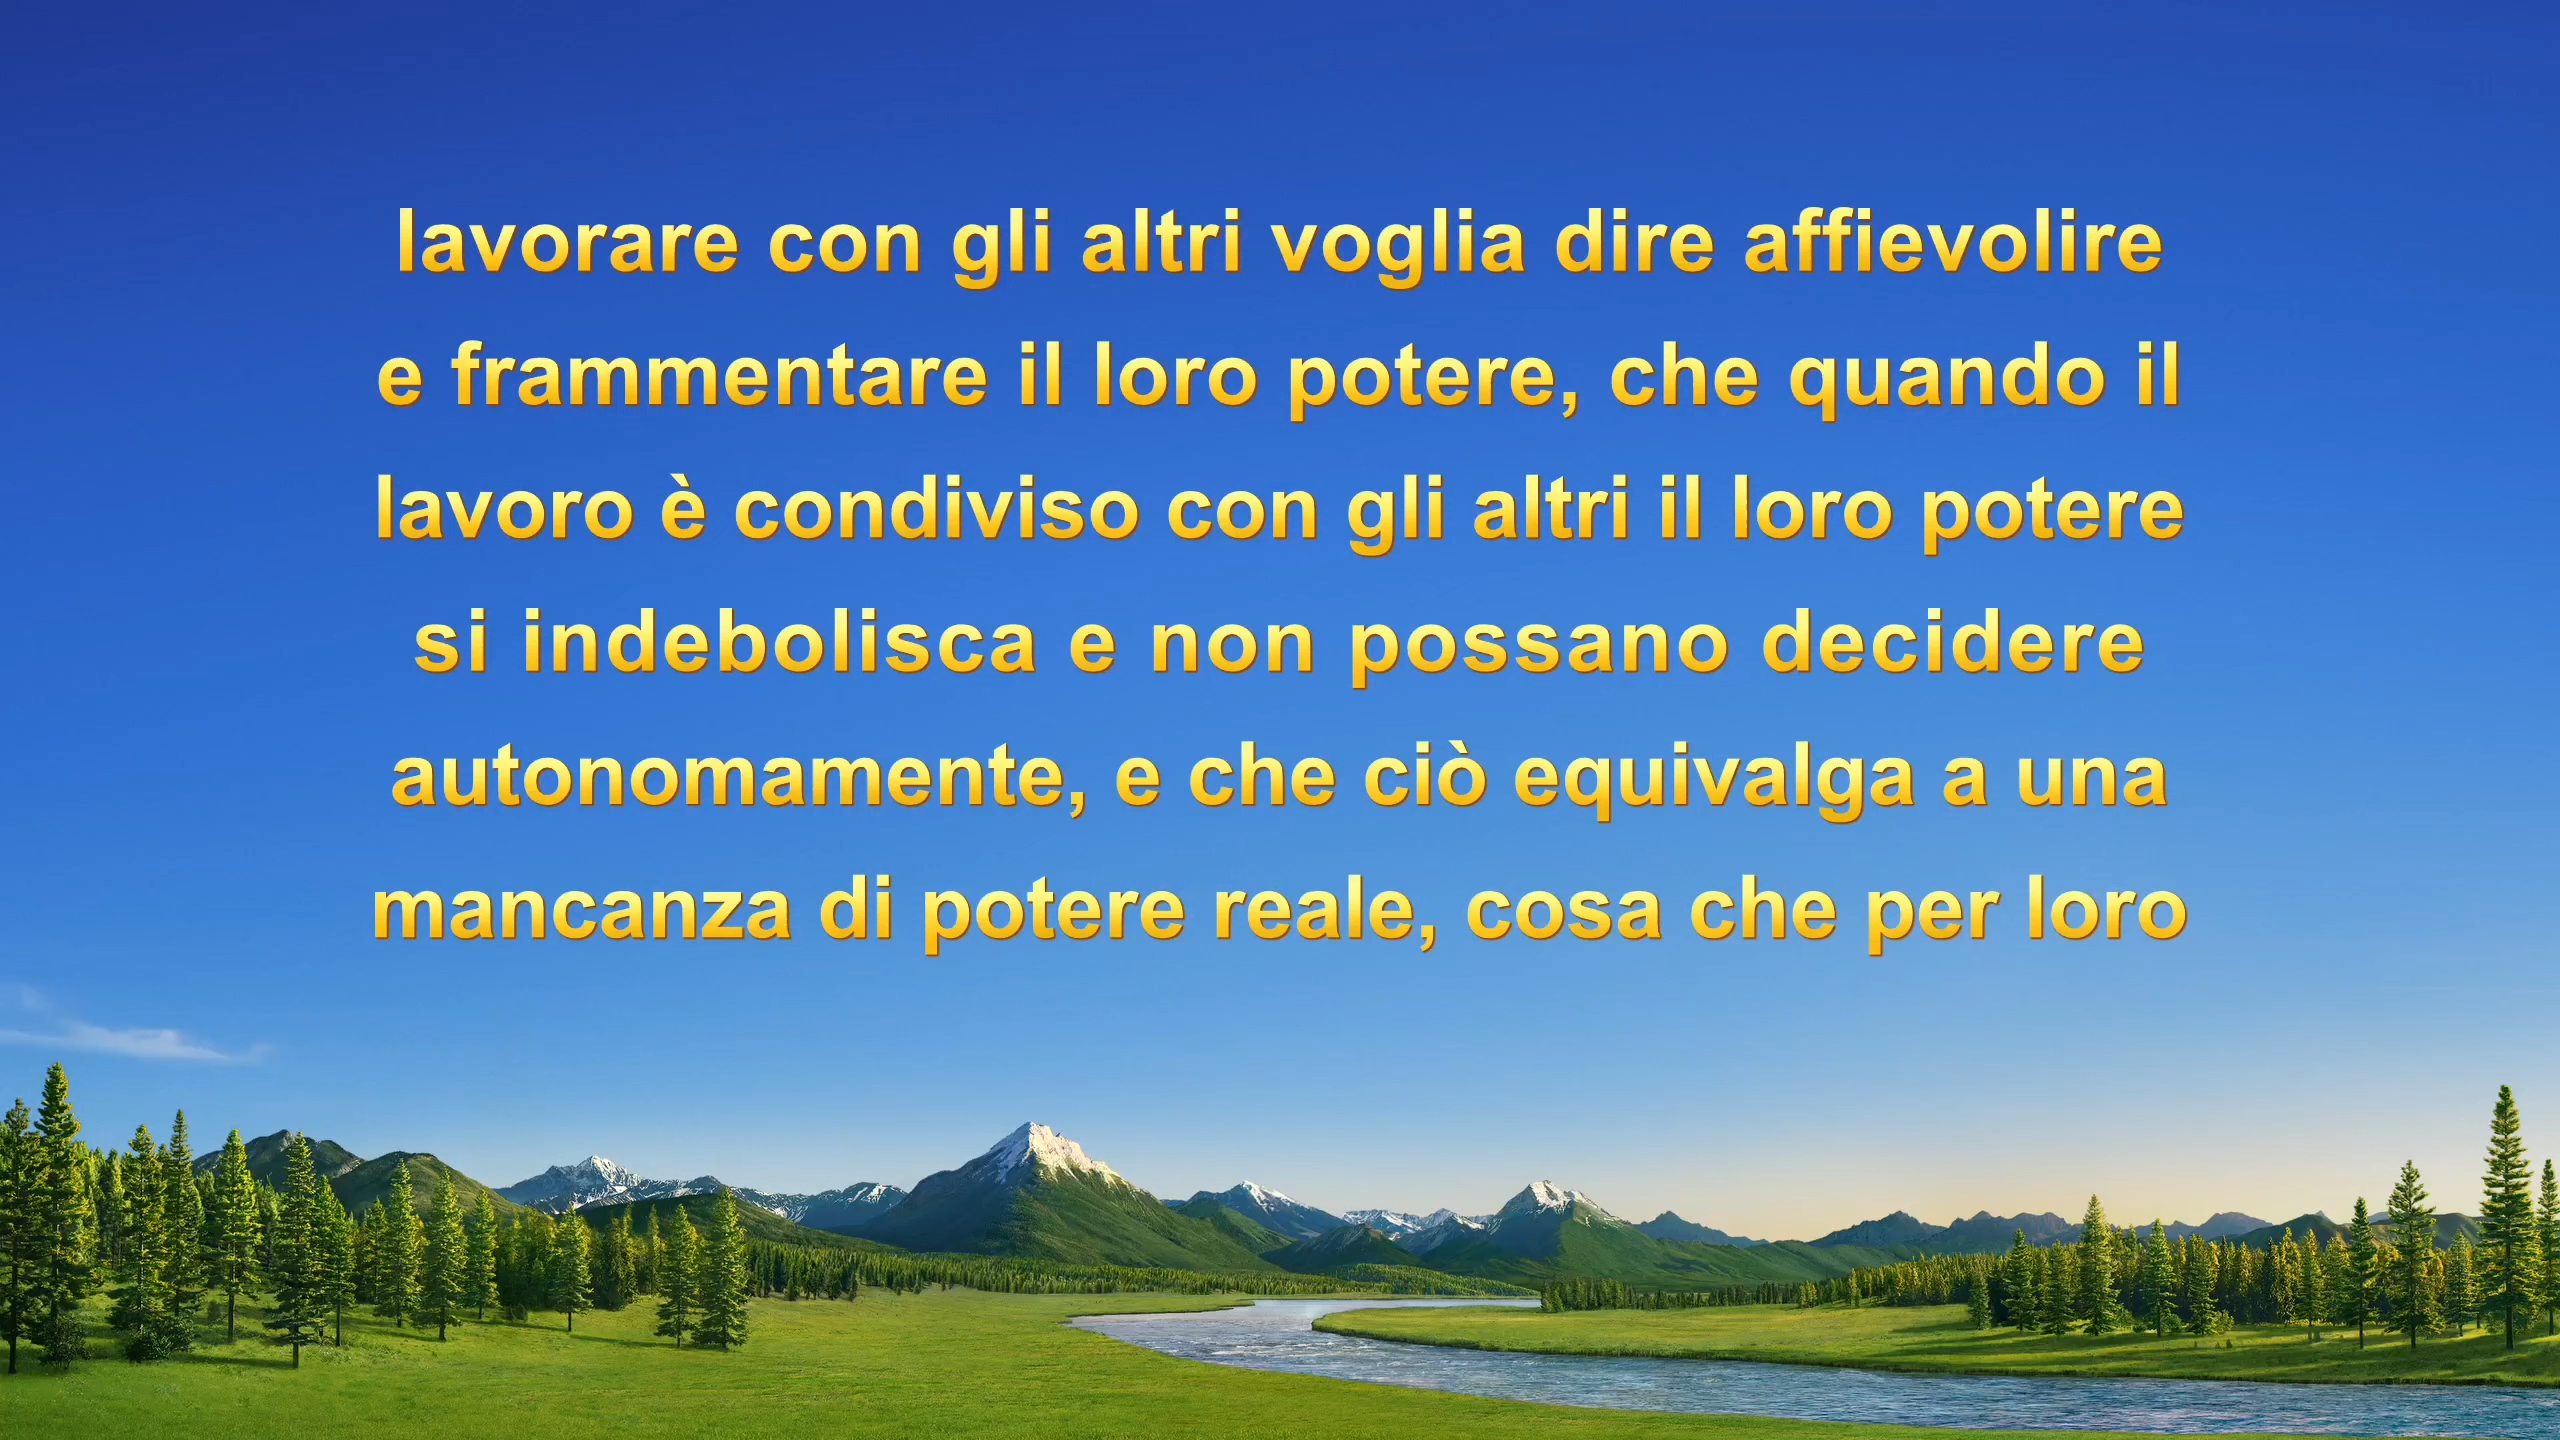 lavorare con gli altri voglia dire affievolire
e frammentare il loro potere, che quando il
lavoro è condiviso con gli altri il loro potere
si indebolisca e non possano decidere
autonomamente, e che ciò equivalga a una
mancanza di potere reale, cosa che per loro